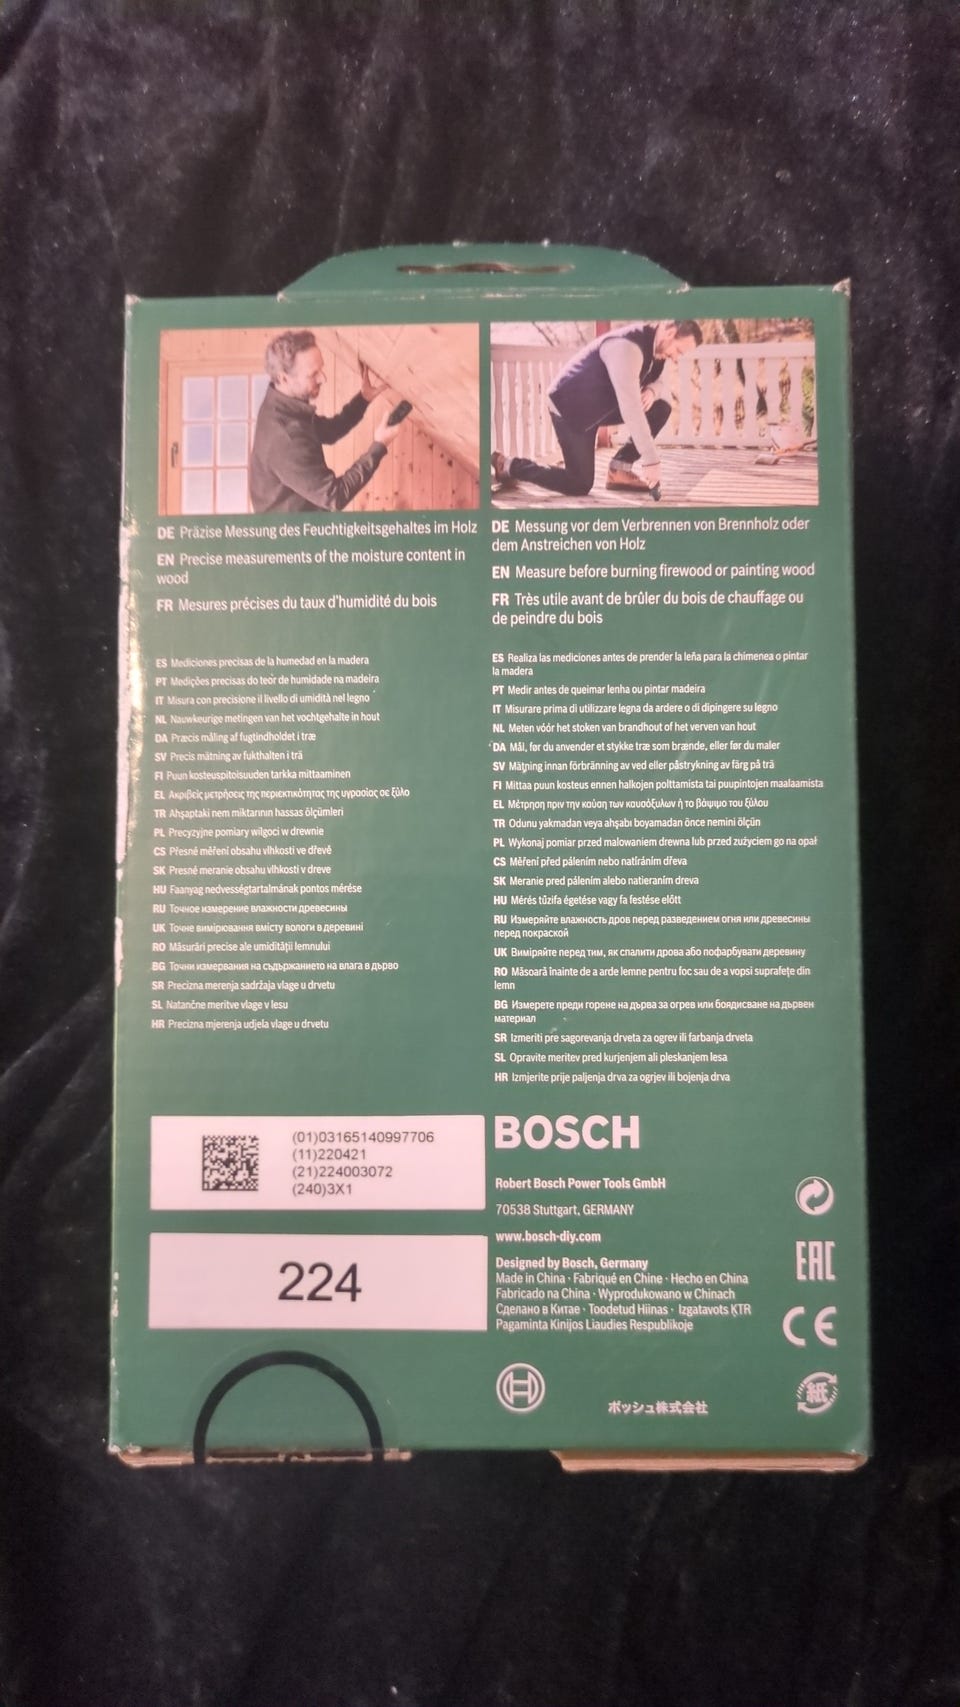 DE Präzise Messung des Feuchtigkeitsgehaltes im Holz
EN Precise measurements of the moisture content in
wood
FR Mesures précises du taux d'humidité du bois
ES Mediciones precisas de la humedad en la madera
PT Medições precisas do teor de humidade na madeira
IT Misura con precisione il livello di umidità nel legno
NL Nauwkeurige metingen van het vochtgehalte in hout
DA Præcis måling af fugtindholdet i træ
SV Precis mätning av fukthalten i trä
FI Puun kosteuspitoisuuden tarkka mittaaminen
EL Ακριβείς μετρήσεις της περιεκτικότητας της υγρασίας σε ξύλο
TR Ahşaptaki nem miktarının hassas ölçümleri
PL Precyzyjne pomiary wilgoci w drewnie
CS Přesné měření obsahu vlhkosti ve dřevě
SK Presné meranie obsahu vlhkosti v dreve
HU Faanyag nedvességtartalmának pontos mérése
RU Точное измерение влажности древесины
UK Точне вимірювання вмісту вологи в деревині
RO Măsurări precise ale umidității lemnului
BG Точни измервания на съдържанието на влага в дърво
SR Precizna merenja sadržaja vlage u drvetu
SL Natančne meritve vlage v lesu
HR Precizna mjerenja udjela vlage u drvetu
DE Messung vor dem Verbrennen von Brennholz oder
dem Anstreichen von Holz
EN Measure before burning firewood or painting wood
FR Très utile avant de brûler du bois de chauffage ou
de peindre du bois
ES Realiza las mediciones antes de prender la leña para la chimenea o pintar
la madera
PT Medir antes de queimar lenha ou pintar madeira
IT Misurare prima di utilizzare legna da ardere o di dipingere su legno
NL Meten vóór het stoken van brandhout of het verven van hout
DA Mål, før du anvender et stykke træ som brænde, eller før du maler
SV Mätning innan förbränning av ved eller påstrykning av färg på trä
FI Mittaa puun kosteus ennen halkojen polttamista tai puupintojen maalaamista
EL Μέτρηση πριν την καύση των καυσόξυλων ή το βάψιμο του ξύλου
TR Odunu yakmadan veya ahşabı boyamadan önce nemini ölçün
PL Wykonaj pomiar przed malowaniem drewna lub przed zużyciem go na opał
CS Měření před pálením nebo natíráním dřeva
SK Meranie pred pálením alebo natieraním dreva
HU Mérés tűzifa égetése vagy fa festése előtt
RU Измеряйте влажность дров перед разведением огня или древесины
перед покраской
UK Виміряйте перед тим, як спалити дрова або пофарбувати деревину
RO Măsoară înainte de a arde lemne pentru foc sau de a vopsi suprafețe din
lemn
BG Измерете преди горене на дърва за огрев или боядисване на дървен
материал
SR Izmeriti pre sagorevanja drveta za ogrev ili farbanja drveta
SL Opravite meritev pred kurjenjem ali pleskanjem lesa
HR Izmjerite prije paljenja drva za ogrjev ili bojenja drva
(01)03165140997706
(11)220421
(21)224003072
(240)3X1
224
BOSCH
Robert Bosch Power Tools GmbH
70538 Stuttgart, GERMANY
www.bosch-diy.com
Designed by Bosch, Germany
Made in China · Fabriqué en Chine · Hecho en China
Fabricado na China · Wyprodukowano w Chinach
Сделано в Китае · Toodetud Hiinas · Izgatavots ĶTR
Pagaminta Kinijos Liaudies Respublikoje
EAC
CE
ボッシュ株式会社
紙